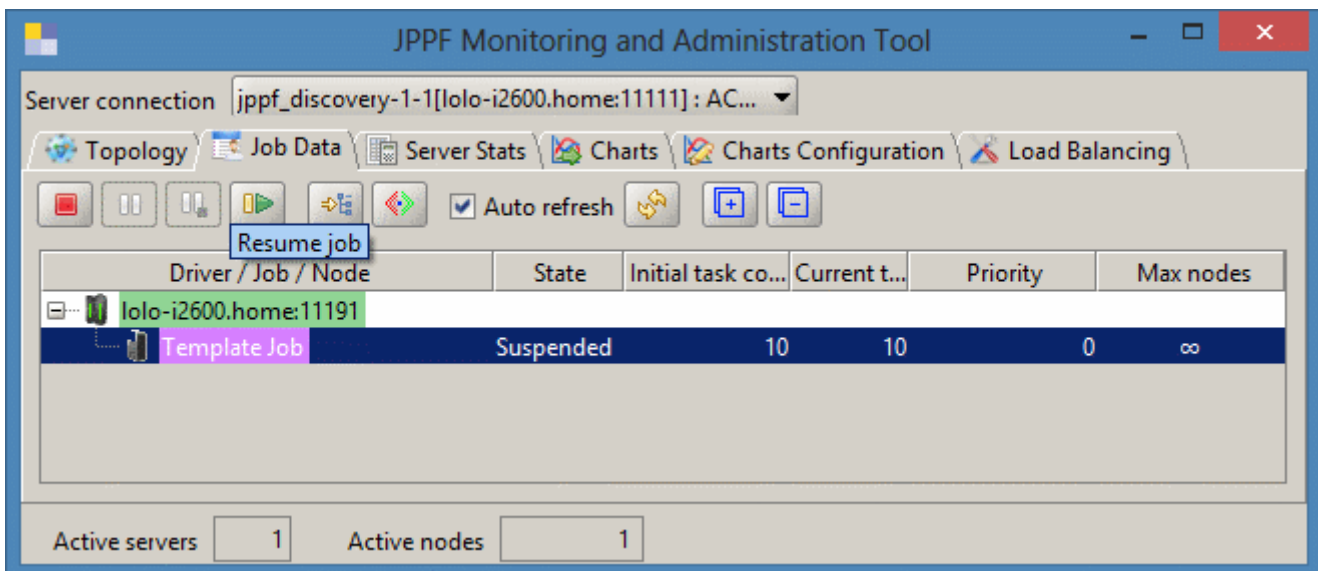 JPPF Monitoring and Administration Tool
Server connection jppf_discovery-1-1[lolo-i2600.home:11111] : AC...
Topology Job Data Server Stats Charts Charts Configuration Load Balancing
Auto refresh
Resume job
Driver / Job / Node State Initial task co... Current t... Priority Max nodes
lolo-i2600.home:11191
Template Job Suspended 10 10 0 ∞
Active servers 1 Active nodes 1